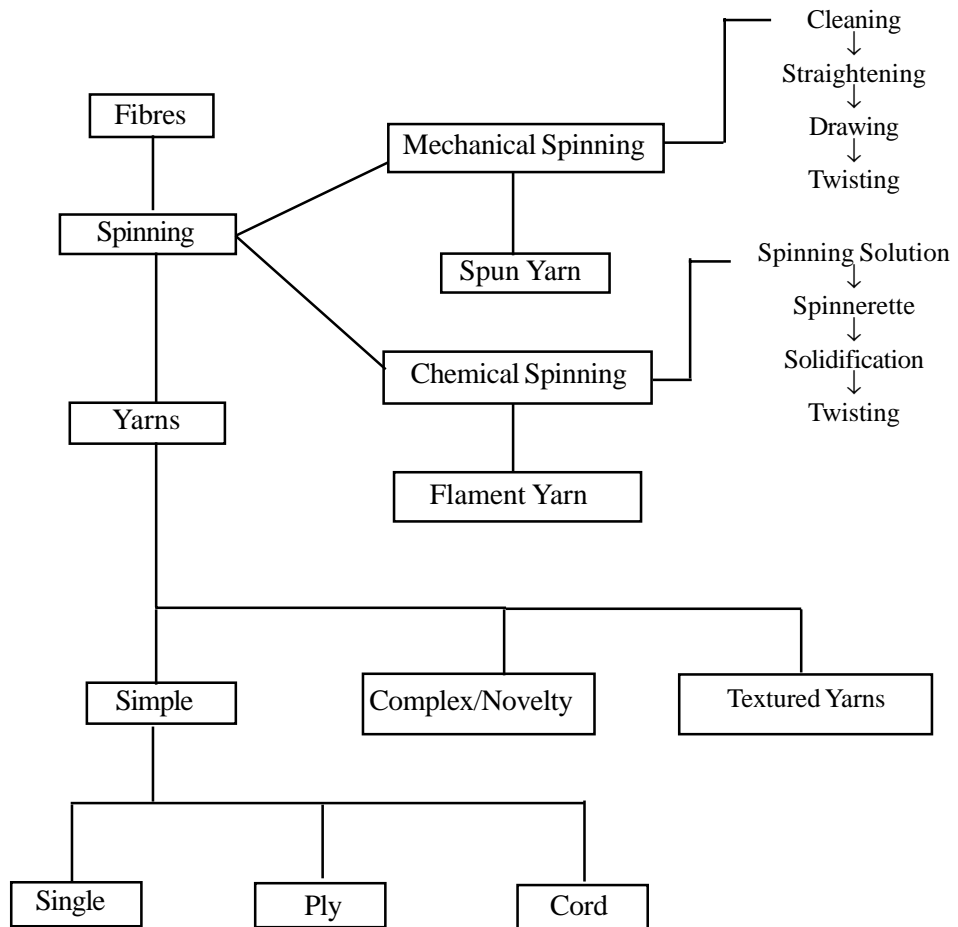 Cleaning
↓
Straightening
↓
Drawing
↓
Twisting
Fibres
Mechanical Spinning
Spinning
Spun Yarn
Spinning Solution
↓
Spinnerette
↓
Solidification
↓
Twisting
Chemical Spinning
Yarns
Flament Yarn
Simple
Complex/Novelty
Textured Yarns
Single
Ply
Cord